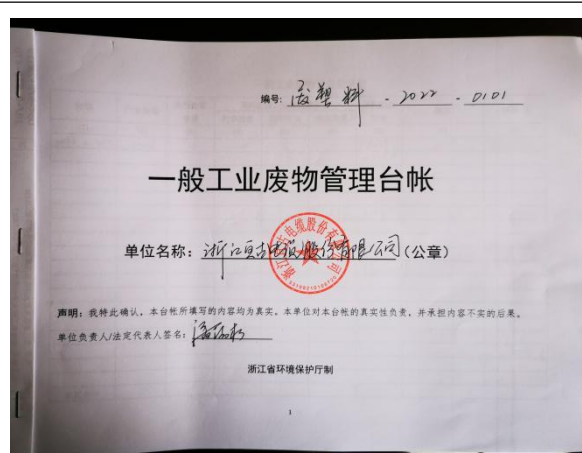 编号: 废塑料 - 2022 - 0101
一般工业废物管理台帐
单位名称: 浙江亘古电缆股份有限公司 (公章)
声明: 我特此确认，本台帐所填写的内容均为真实。本单位对本台帐的真实性负责，并承担内容不实的后果。
单位负责人/法定代表人签名:
浙江省环境保护厅制
1